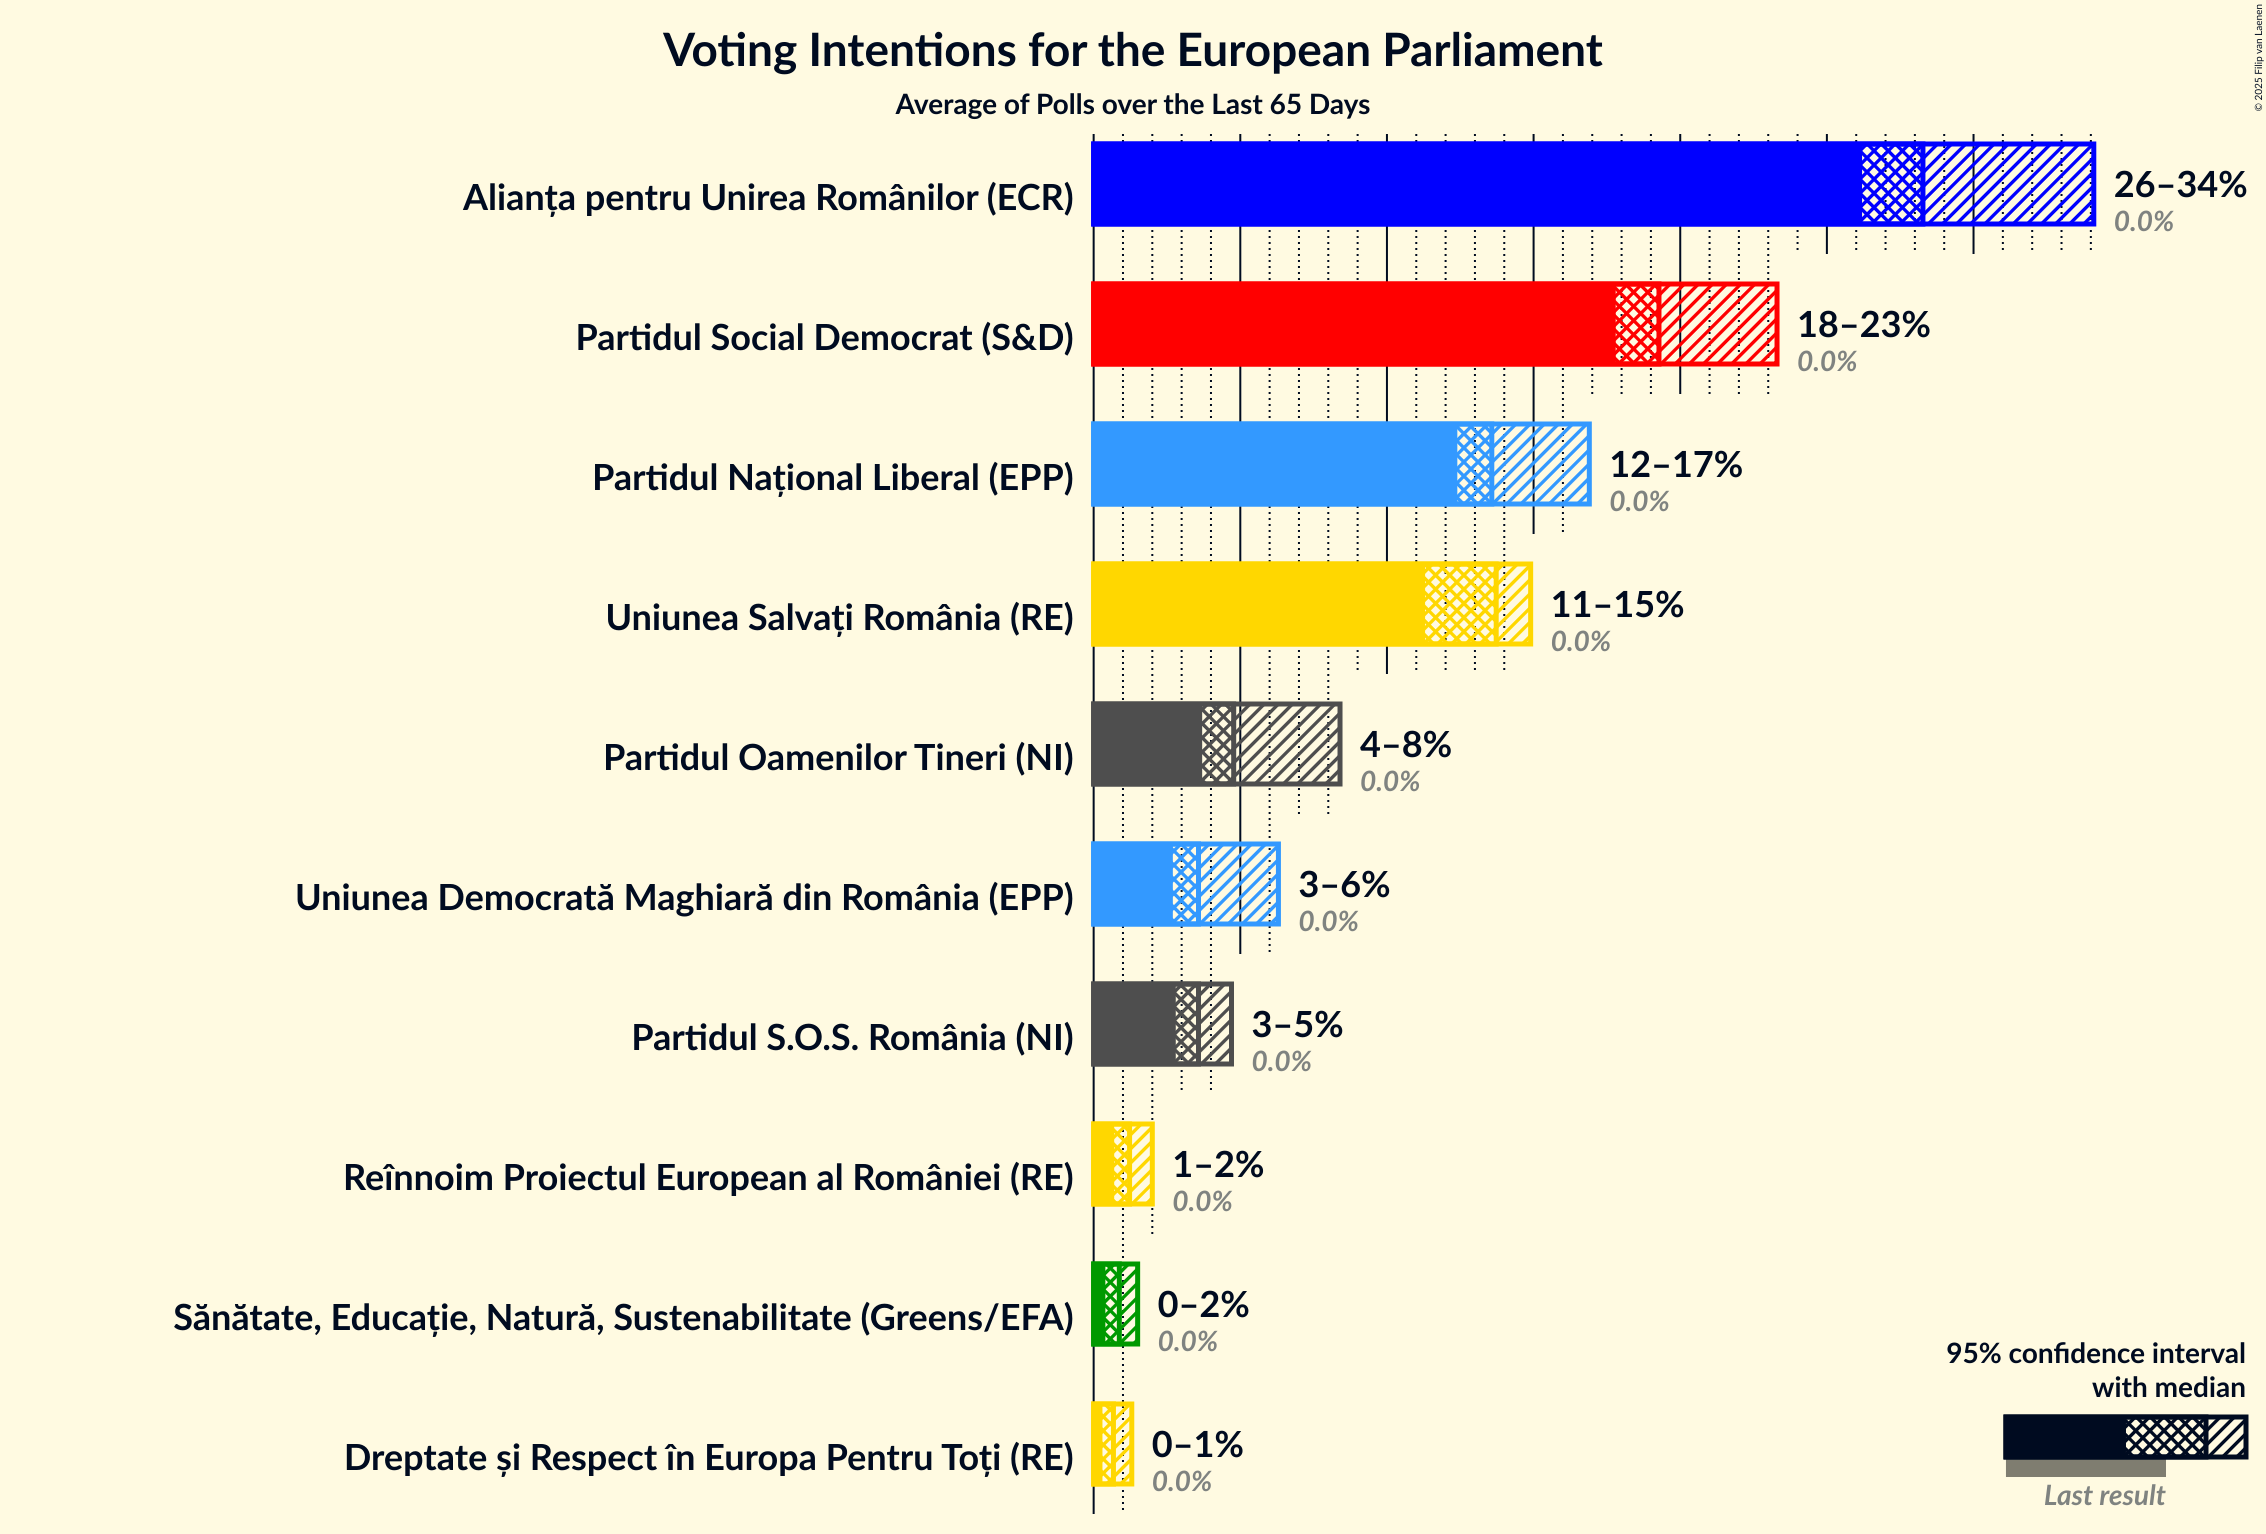 Voting Intentions for the European Parliament
Average of Polls over the Last 65 Days
© 2025 Filip van Laenen
Alianța pentru Unirea Românilor (ECR)
26–34%
0.0%
Partidul Social Democrat (S&D)
18–23%
0.0%
Partidul Național Liberal (EPP)
12–17%
0.0%
Uniunea Salvați România (RE)
11–15%
0.0%
Partidul Oamenilor Tineri (NI)
4–8%
0.0%
Uniunea Democrată Maghiară din România (EPP)
3–6%
0.0%
Partidul S.O.S. România (NI)
3–5%
0.0%
Reînnoim Proiectul European al României (RE)
1–2%
0.0%
Sănătate, Educație, Natură, Sustenabilitate (Greens/EFA)
0–2%
0.0%
Dreptate și Respect în Europa Pentru Toți (RE)
0–1%
0.0%
95% confidence interval
with median
Last result